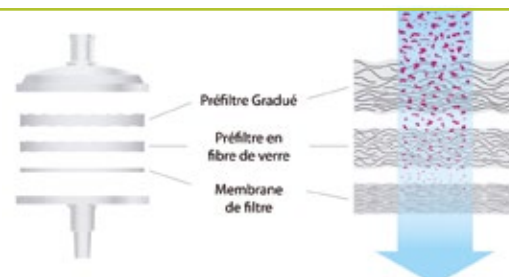 Préfiltre Gradué
Préfiltre en
fibre de verre
Membrane
de filtre